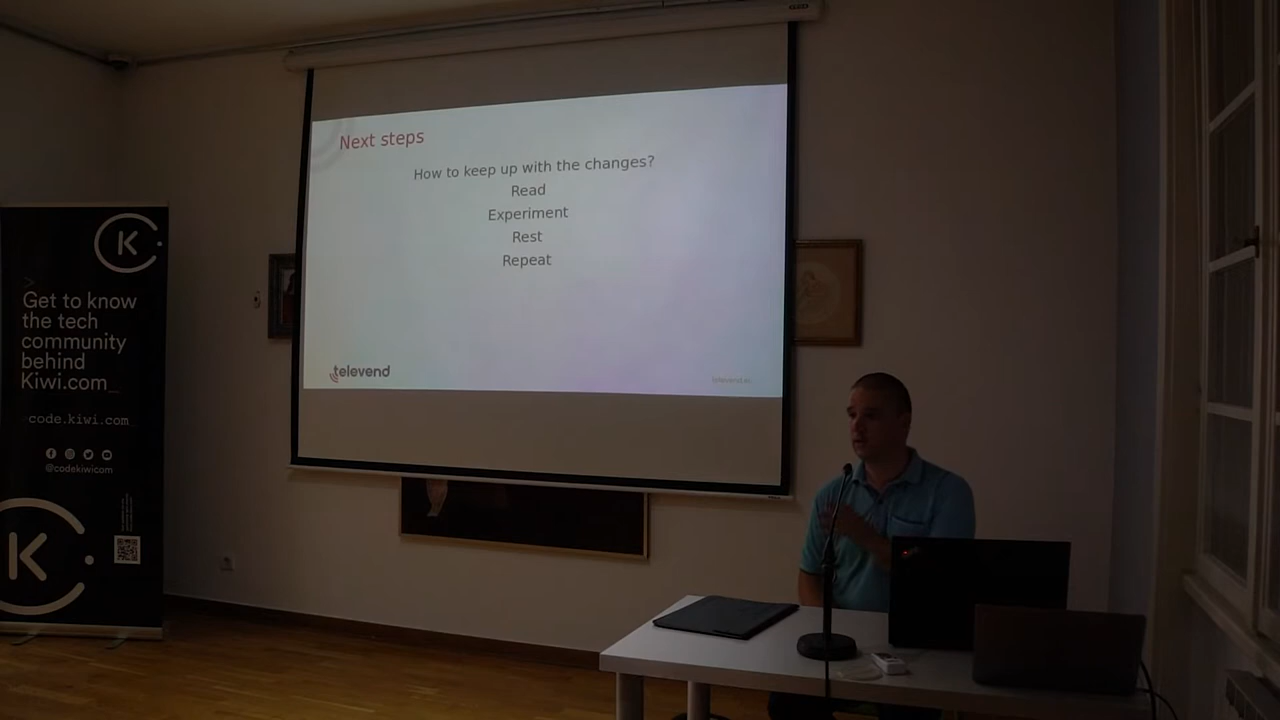 Next steps
How to keep up with the changes?
Read
Experiment
Rest
Repeat
televend
K
>
Get to know
the tech
community
behind
Kiwi.com_
code.kiwi.com
@codekiwicom
K